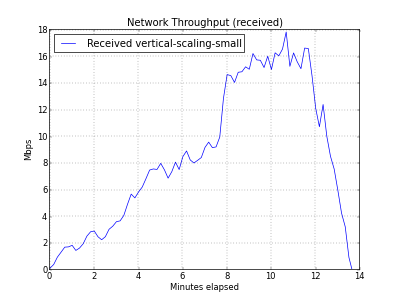 Network Throughput (received)
Received vertical-scaling-small
Mbps
18
16
14
12
10
8
6
4
2
0
0 2 4 6 8 10 12 14
Minutes elapsed